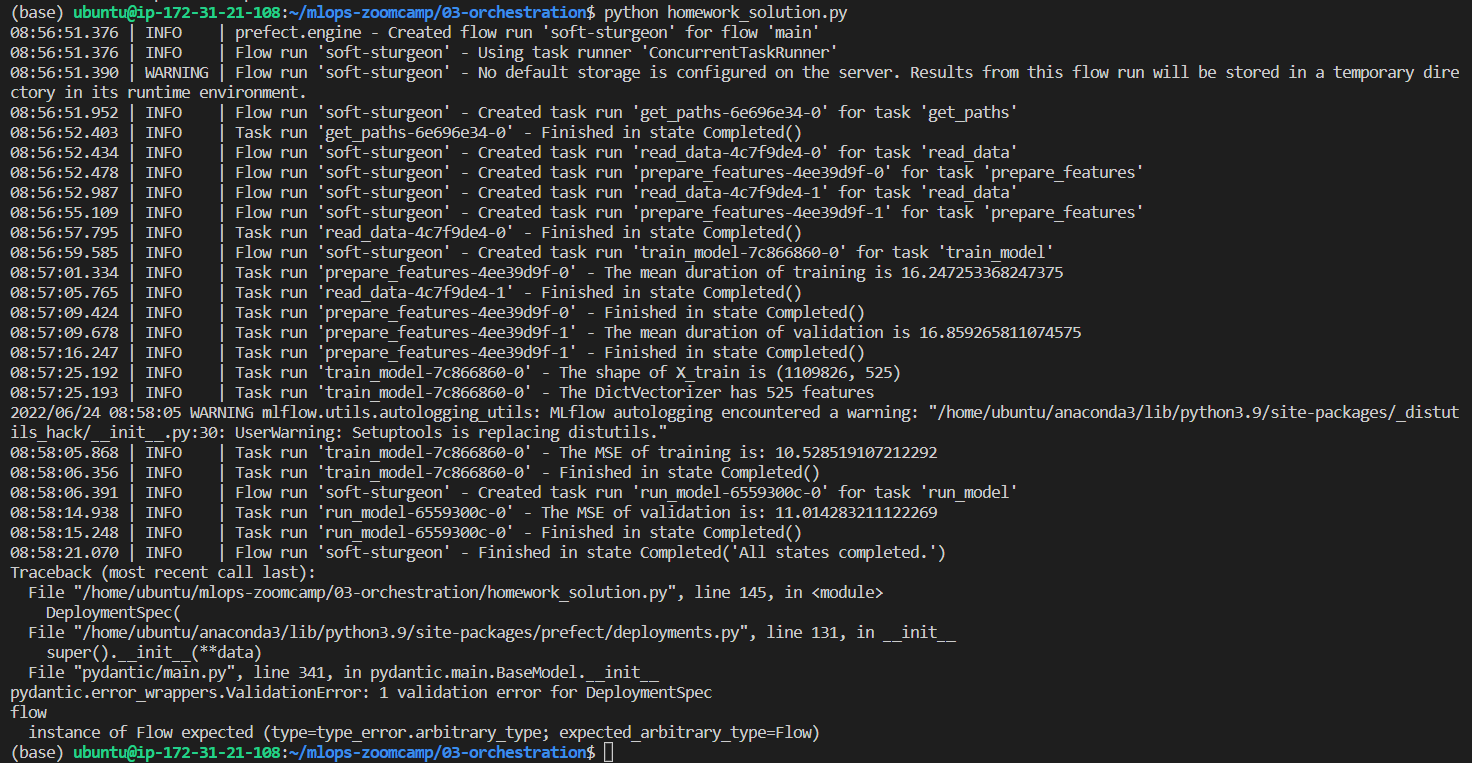 (base) ubuntu@ip-172-31-21-108:~/mlops-zoomcamp/03-orchestration$ python homework_solution.py
08:56:51.376 | INFO    | prefect.engine - Created flow run 'soft-sturgeon' for flow 'main'
08:56:51.376 | INFO    | Flow run 'soft-sturgeon' - Using task runner 'ConcurrentTaskRunner'
08:56:51.390 | WARNING | Flow run 'soft-sturgeon' - No default storage is configured on the server. Results from this flow run will be stored in a temporary dire
ctory in its runtime environment.
08:56:51.952 | INFO    | Flow run 'soft-sturgeon' - Created task run 'get_paths-6e696e34-0' for task 'get_paths'
08:56:52.403 | INFO    | Task run 'get_paths-6e696e34-0' - Finished in state Completed()
08:56:52.434 | INFO    | Flow run 'soft-sturgeon' - Created task run 'read_data-4c7f9de4-0' for task 'read_data'
08:56:52.478 | INFO    | Flow run 'soft-sturgeon' - Created task run 'prepare_features-4ee39d9f-0' for task 'prepare_features'
08:56:52.987 | INFO    | Flow run 'soft-sturgeon' - Created task run 'read_data-4c7f9de4-1' for task 'read_data'
08:56:55.109 | INFO    | Flow run 'soft-sturgeon' - Created task run 'prepare_features-4ee39d9f-1' for task 'prepare_features'
08:56:57.795 | INFO    | Task run 'read_data-4c7f9de4-0' - Finished in state Completed()
08:56:59.585 | INFO    | Flow run 'soft-sturgeon' - Created task run 'train_model-7c866860-0' for task 'train_model'
08:57:01.334 | INFO    | Task run 'prepare_features-4ee39d9f-0' - The mean duration of training is 16.247253368247375
08:57:05.765 | INFO    | Task run 'read_data-4c7f9de4-1' - Finished in state Completed()
08:57:09.424 | INFO    | Task run 'prepare_features-4ee39d9f-0' - Finished in state Completed()
08:57:09.678 | INFO    | Task run 'prepare_features-4ee39d9f-1' - The mean duration of validation is 16.859265811074575
08:57:16.247 | INFO    | Task run 'prepare_features-4ee39d9f-1' - Finished in state Completed()
08:57:25.192 | INFO    | Task run 'train_model-7c866860-0' - The shape of X_train is (1109826, 525)
08:57:25.193 | INFO    | Task run 'train_model-7c866860-0' - The DictVectorizer has 525 features
2022/06/24 08:58:05 WARNING mlflow.utils.autologging_utils: MLflow autologging encountered a warning: "/home/ubuntu/anaconda3/lib/python3.9/site-packages/_distut
ils_hack/__init__.py:30: UserWarning: Setuptools is replacing distutils."
08:58:05.868 | INFO    | Task run 'train_model-7c866860-0' - The MSE of training is: 10.528519107212292
08:58:06.356 | INFO    | Task run 'train_model-7c866860-0' - Finished in state Completed()
08:58:06.391 | INFO    | Flow run 'soft-sturgeon' - Created task run 'run_model-6559300c-0' for task 'run_model'
08:58:14.938 | INFO    | Task run 'run_model-6559300c-0' - The MSE of validation is: 11.014283211122269
08:58:15.248 | INFO    | Task run 'run_model-6559300c-0' - Finished in state Completed()
08:58:21.070 | INFO    | Flow run 'soft-sturgeon' - Finished in state Completed('All states completed.')
Traceback (most recent call last):
  File "/home/ubuntu/mlops-zoomcamp/03-orchestration/homework_solution.py", line 145, in <module>
    DeploymentSpec(
  File "/home/ubuntu/anaconda3/lib/python3.9/site-packages/prefect/deployments.py", line 131, in __init__
    super().__init__(**data)
  File "pydantic/main.py", line 341, in pydantic.main.BaseModel.__init__
pydantic.error_wrappers.ValidationError: 1 validation error for DeploymentSpec
flow
  instance of Flow expected (type=type_error.arbitrary_type; expected_arbitrary_type=Flow)
(base) ubuntu@ip-172-31-21-108:~/mlops-zoomcamp/03-orchestration$